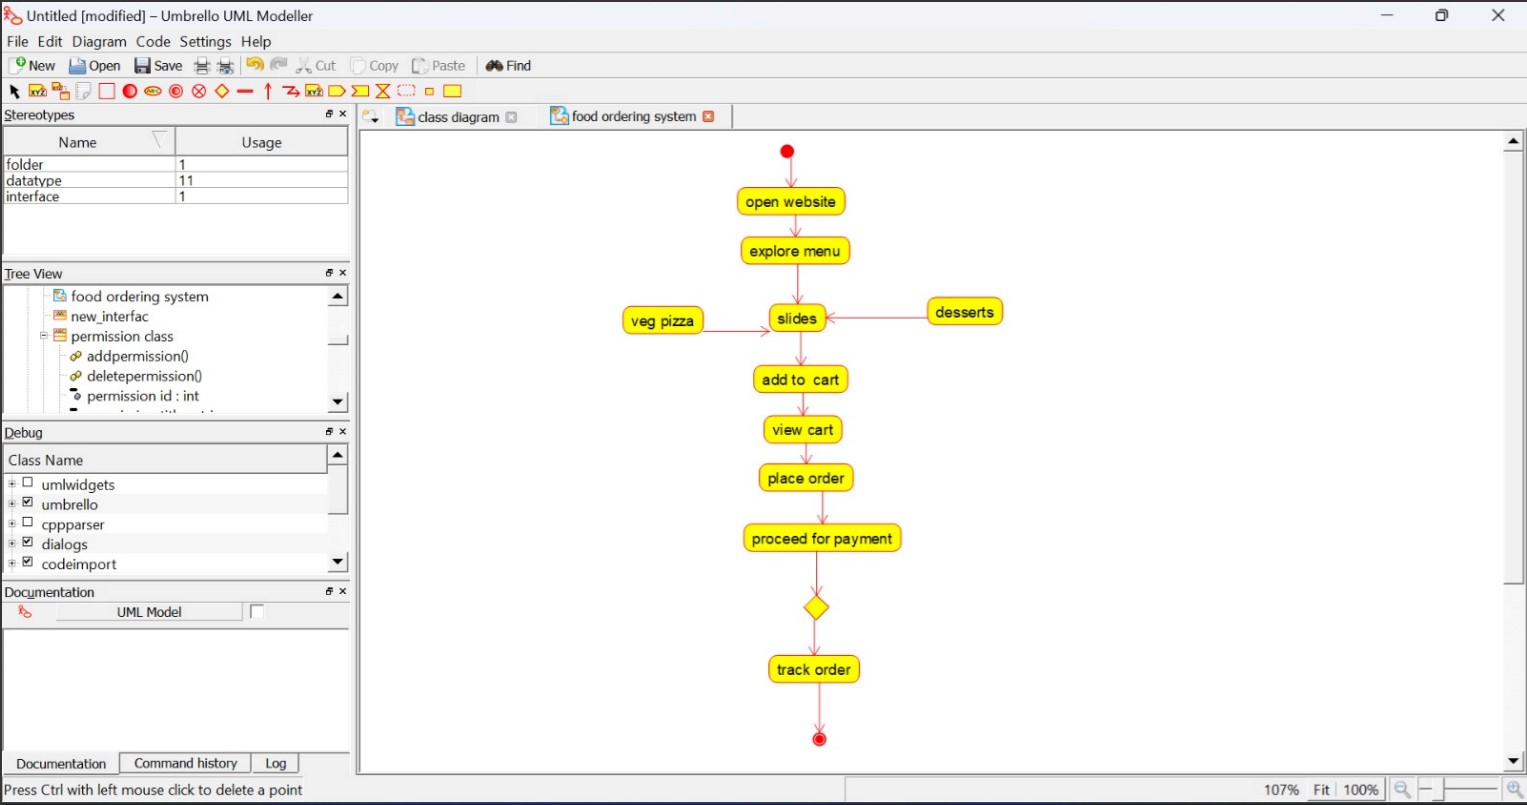 Untitled [modified] – Umbrello UML Modeller
File Edit Diagram Code Settings Help
New Open Save Cut Copy Paste Find
Stereotypes
Name Usage
folder 1
datatype 11
interface 1
Tree View
food ordering system
new_interfac
permission class
addpermission()
deletepermission()
permission id : int
Debug
Class Name
umlwidgets
umbrello
cppparser
dialogs
codeimport
Documentation
UML Model
Documentation Command history Log
Press Ctrl with left mouse click to delete a point
class diagram food ordering system
open website
explore menu
veg pizza slides desserts
add to cart
view cart
place order
proceed for payment
track order
107% Fit 100%